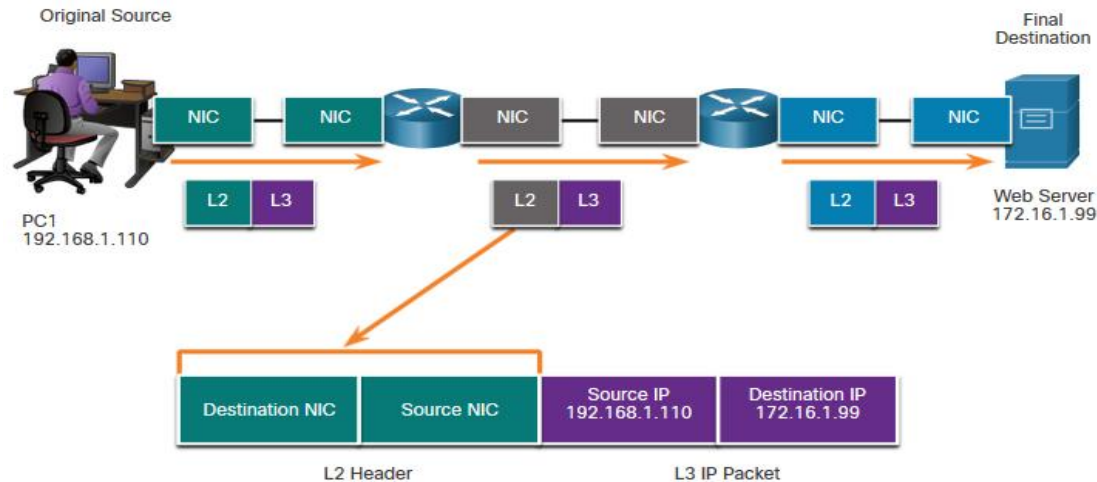 Original Source
Final
Destination
NIC
NIC
NIC
NIC
NIC
NIC
L2
L3
L2
L3
L2
L3
PC1
192.168.1.110
Web Server
172.16.1.99
Destination NIC
Source NIC
Source IP
192.168.1.110
Destination IP
172.16.1.99
L2 Header
L3 IP Packet